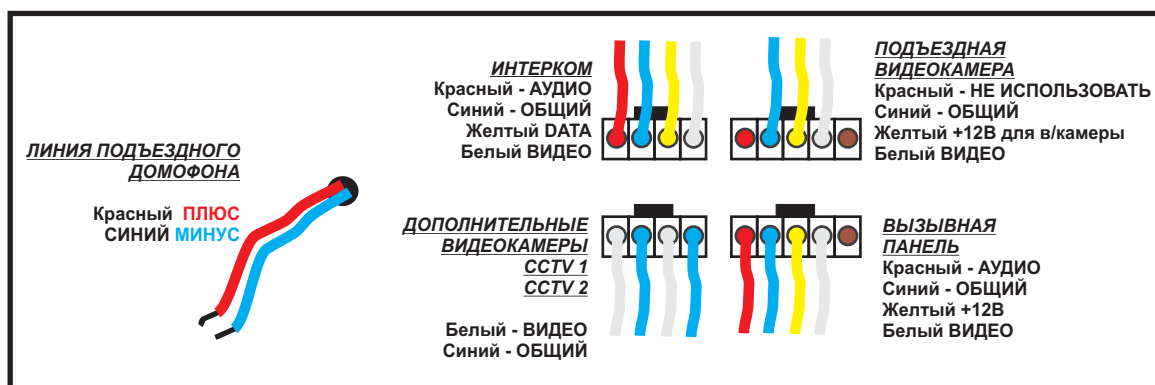 ЛИНИЯ ПОДЪЕЗДНОГО
ДОМОФОНА
Красный ПЛЮС
СИНИЙ МИНУС
ИНТЕРКОМ
Красный - АУДИО
Синий - ОБЩИЙ
Желтый DATA
Белый ВИДЕО
ПОДЪЕЗДНАЯ
ВИДЕОКАМЕРА
Красный - НЕ ИСПОЛЬЗОВАТЬ
Синий - ОБЩИЙ
Желтый +12В для в/камеры
Белый ВИДЕО
ДОПОЛНИТЕЛЬНЫЕ
ВИДЕОКАМЕРЫ
CCTV 1
CCTV 2
Белый - ВИДЕО
Синий - ОБЩИЙ
ВЫЗЫВНАЯ
ПАНЕЛЬ
Красный - АУДИО
Синий - ОБЩИЙ
Желтый +12В
Белый ВИДЕО